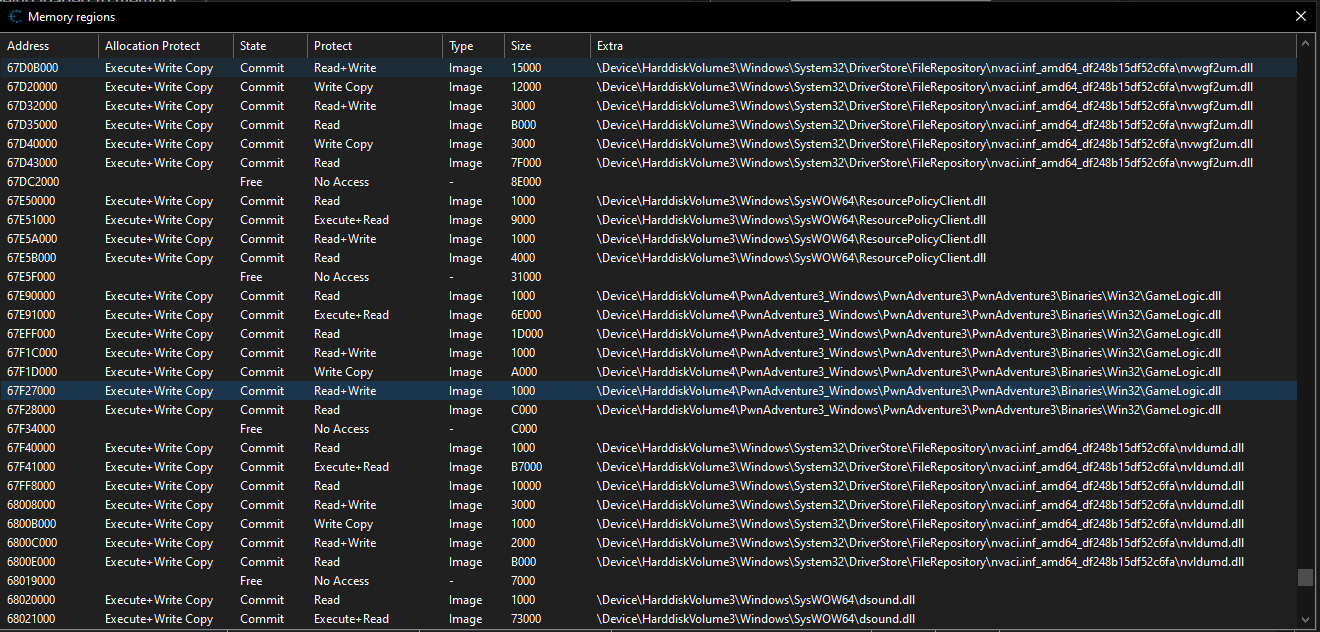 Memory regions
Address Allocation Protect State Protect Type Size Extra
67D0B000 Execute+Write Copy Commit Read+Write Image 15000 \Device\HarddiskVolume3\Windows\System32\DriverStore\FileRepository\nvaci.inf_amd64_df248b15df52c6fa\nvwgf2um.dll
67D20000 Execute+Write Copy Commit Write Copy Image 12000 \Device\HarddiskVolume3\Windows\System32\DriverStore\FileRepository\nvaci.inf_amd64_df248b15df52c6fa\nvwgf2um.dll
67D32000 Execute+Write Copy Commit Read+Write Image 3000 \Device\HarddiskVolume3\Windows\System32\DriverStore\FileRepository\nvaci.inf_amd64_df248b15df52c6fa\nvwgf2um.dll
67D35000 Execute+Write Copy Commit Read Image B000 \Device\HarddiskVolume3\Windows\System32\DriverStore\FileRepository\nvaci.inf_amd64_df248b15df52c6fa\nvwgf2um.dll
67D40000 Execute+Write Copy Commit Write Copy Image 3000 \Device\HarddiskVolume3\Windows\System32\DriverStore\FileRepository\nvaci.inf_amd64_df248b15df52c6fa\nvwgf2um.dll
67D43000 Execute+Write Copy Commit Read Image 7F000 \Device\HarddiskVolume3\Windows\System32\DriverStore\FileRepository\nvaci.inf_amd64_df248b15df52c6fa\nvwgf2um.dll
67DC2000 Free No Access - 8E000
67E50000 Execute+Write Copy Commit Read Image 1000 \Device\HarddiskVolume3\Windows\SysWOW64\ResourcePolicyClient.dll
67E51000 Execute+Write Copy Commit Execute+Read Image 9000 \Device\HarddiskVolume3\Windows\SysWOW64\ResourcePolicyClient.dll
67E5A000 Execute+Write Copy Commit Read+Write Image 1000 \Device\HarddiskVolume3\Windows\SysWOW64\ResourcePolicyClient.dll
67E5B000 Execute+Write Copy Commit Read Image 4000 \Device\HarddiskVolume3\Windows\SysWOW64\ResourcePolicyClient.dll
67E5F000 Free No Access - 31000
67E90000 Execute+Write Copy Commit Read Image 1000 \Device\HarddiskVolume4\PwnAdventure3_Windows\PwnAdventure3\PwnAdventure3\Binaries\Win32\GameLogic.dll
67E91000 Execute+Write Copy Commit Execute+Read Image 6E000 \Device\HarddiskVolume4\PwnAdventure3_Windows\PwnAdventure3\PwnAdventure3\Binaries\Win32\GameLogic.dll
67EFF000 Execute+Write Copy Commit Read Image 1D000 \Device\HarddiskVolume4\PwnAdventure3_Windows\PwnAdventure3\PwnAdventure3\Binaries\Win32\GameLogic.dll
67F1C000 Execute+Write Copy Commit Read+Write Image 1000 \Device\HarddiskVolume4\PwnAdventure3_Windows\PwnAdventure3\PwnAdventure3\Binaries\Win32\GameLogic.dll
67F1D000 Execute+Write Copy Commit Write Copy Image A000 \Device\HarddiskVolume4\PwnAdventure3_Windows\PwnAdventure3\PwnAdventure3\Binaries\Win32\GameLogic.dll
67F27000 Execute+Write Copy Commit Read+Write Image 1000 \Device\HarddiskVolume4\PwnAdventure3_Windows\PwnAdventure3\PwnAdventure3\Binaries\Win32\GameLogic.dll
67F28000 Execute+Write Copy Commit Read Image C000 \Device\HarddiskVolume4\PwnAdventure3_Windows\PwnAdventure3\PwnAdventure3\Binaries\Win32\GameLogic.dll
67F34000 Free No Access - C000
67F40000 Execute+Write Copy Commit Read Image 1000 \Device\HarddiskVolume3\Windows\System32\DriverStore\FileRepository\nvaci.inf_amd64_df248b15df52c6fa\nvldumd.dll
67F41000 Execute+Write Copy Commit Execute+Read Image B7000 \Device\HarddiskVolume3\Windows\System32\DriverStore\FileRepository\nvaci.inf_amd64_df248b15df52c6fa\nvldumd.dll
67FF8000 Execute+Write Copy Commit Read Image 10000 \Device\HarddiskVolume3\Windows\System32\DriverStore\FileRepository\nvaci.inf_amd64_df248b15df52c6fa\nvldumd.dll
68008000 Execute+Write Copy Commit Read+Write Image 3000 \Device\HarddiskVolume3\Windows\System32\DriverStore\FileRepository\nvaci.inf_amd64_df248b15df52c6fa\nvldumd.dll
6800B000 Execute+Write Copy Commit Write Copy Image 1000 \Device\HarddiskVolume3\Windows\System32\DriverStore\FileRepository\nvaci.inf_amd64_df248b15df52c6fa\nvldumd.dll
6800C000 Execute+Write Copy Commit Read+Write Image 2000 \Device\HarddiskVolume3\Windows\System32\DriverStore\FileRepository\nvaci.inf_amd64_df248b15df52c6fa\nvldumd.dll
6800E000 Execute+Write Copy Commit Read Image B000 \Device\HarddiskVolume3\Windows\System32\DriverStore\FileRepository\nvaci.inf_amd64_df248b15df52c6fa\nvldumd.dll
68019000 Free No Access - 7000
68020000 Execute+Write Copy Commit Read Image 1000 \Device\HarddiskVolume3\Windows\SysWOW64\dsound.dll
68021000 Execute+Write Copy Commit Execute+Read Image 73000 \Device\HarddiskVolume3\Windows\SysWOW64\dsound.dll